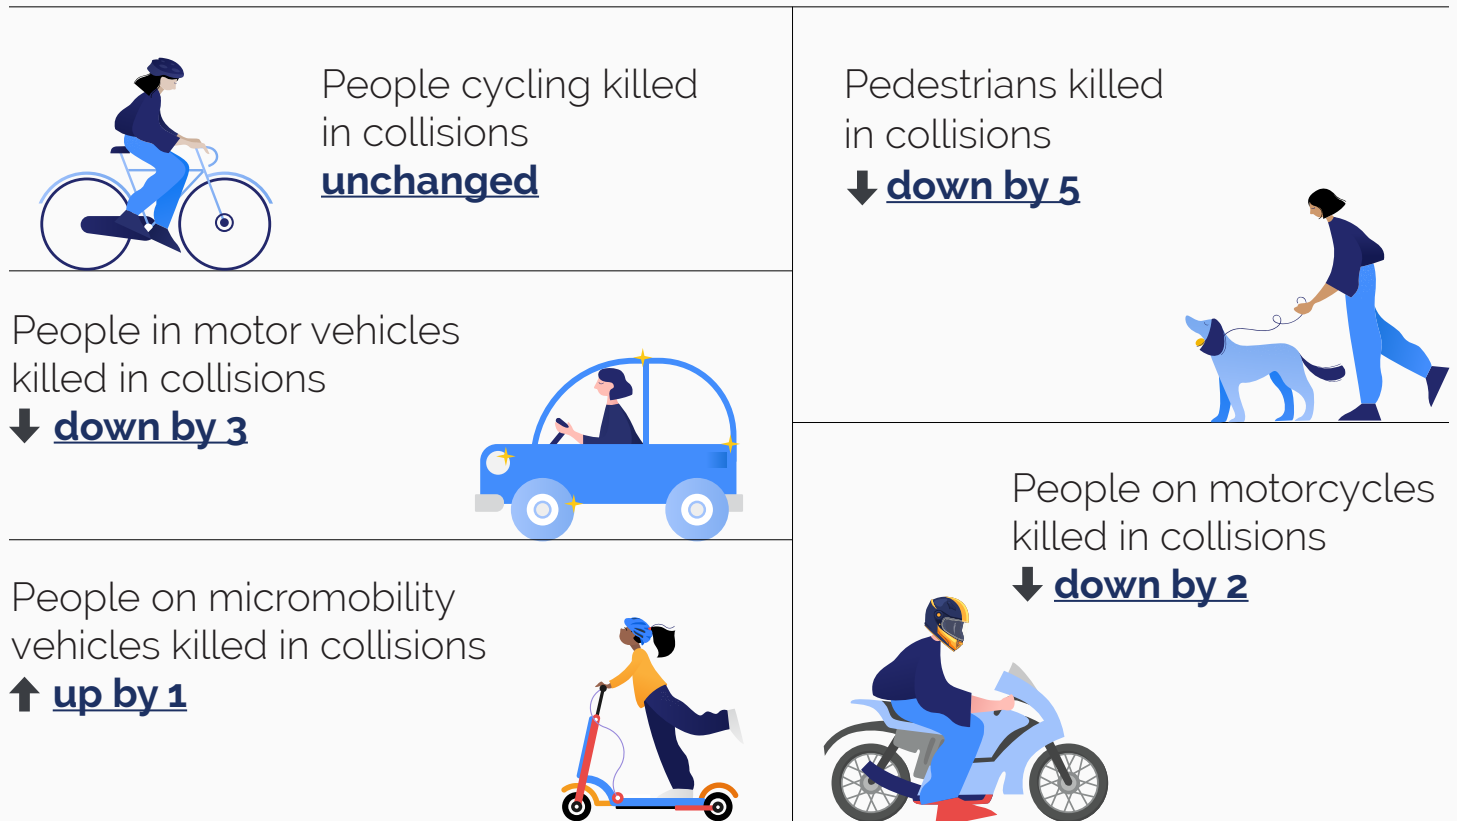 People cycling killed
in collisions
unchanged
People in motor vehicles
killed in collisions
down by 3
People on micromobility
vehicles killed in collisions
up by 1
Pedestrians killed
in collisions
down by 5
People on motorcycles
killed in collisions
down by 2